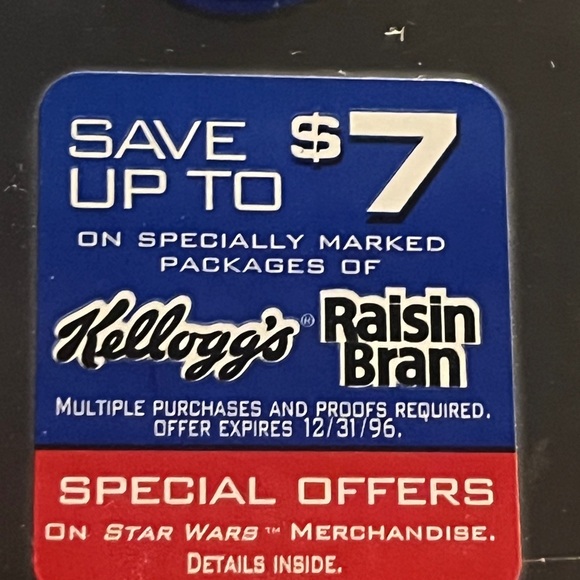 SAVE $7
UP TO
ON SPECIALLY MARKED
PACKAGES OF
Kellogg's® Raisin
Bran
MULTIPLE PURCHASES AND PROOFS REQUIRED.
OFFER EXPIRES 12/31/96.
SPECIAL OFFERS
ON STAR WARS™ MERCHANDISE.
DETAILS INSIDE.